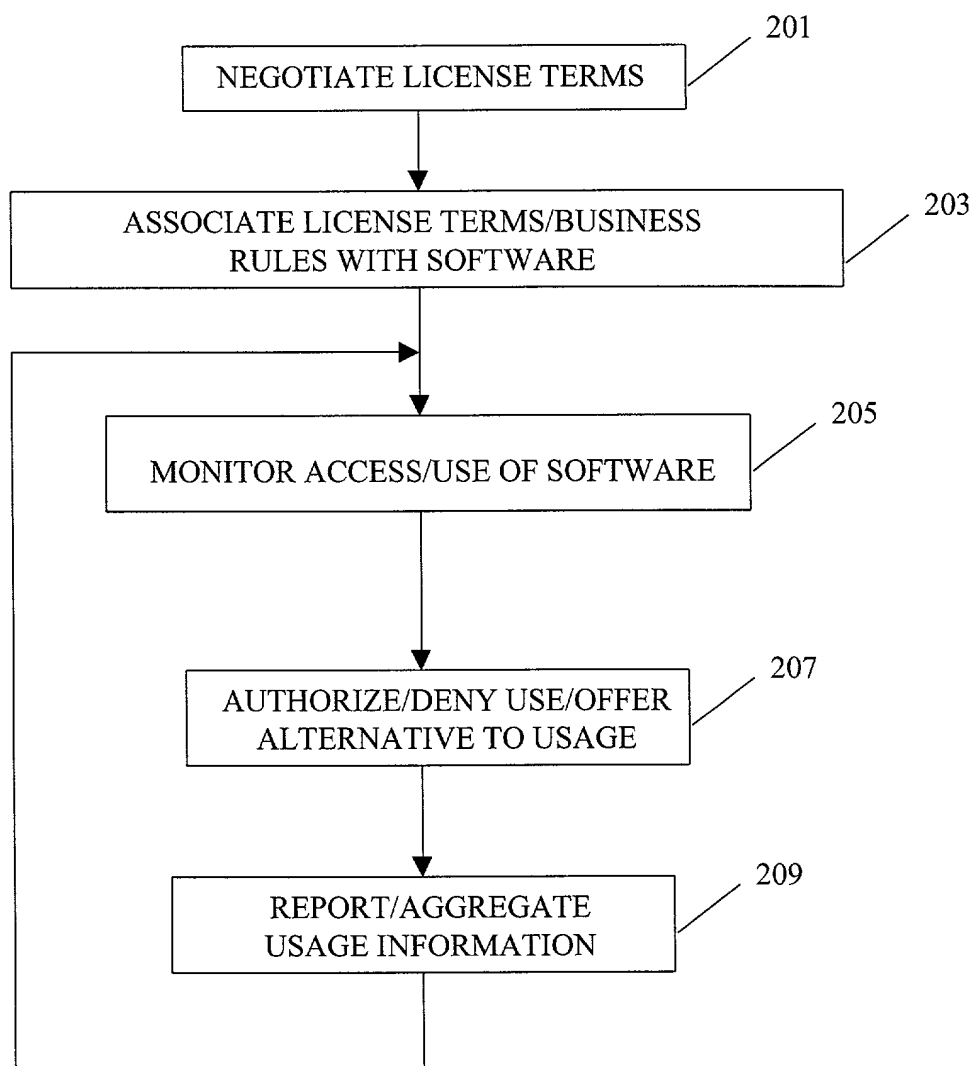 201
NEGOTIATE LICENSE TERMS
203
ASSOCIATE LICENSE TERMS/BUSINESS
RULES WITH SOFTWARE
205
MONITOR ACCESS/USE OF SOFTWARE
207
AUTHORIZE/DENY USE/OFFER
ALTERNATIVE TO USAGE
209
REPORT/AGGREGATE
USAGE INFORMATION